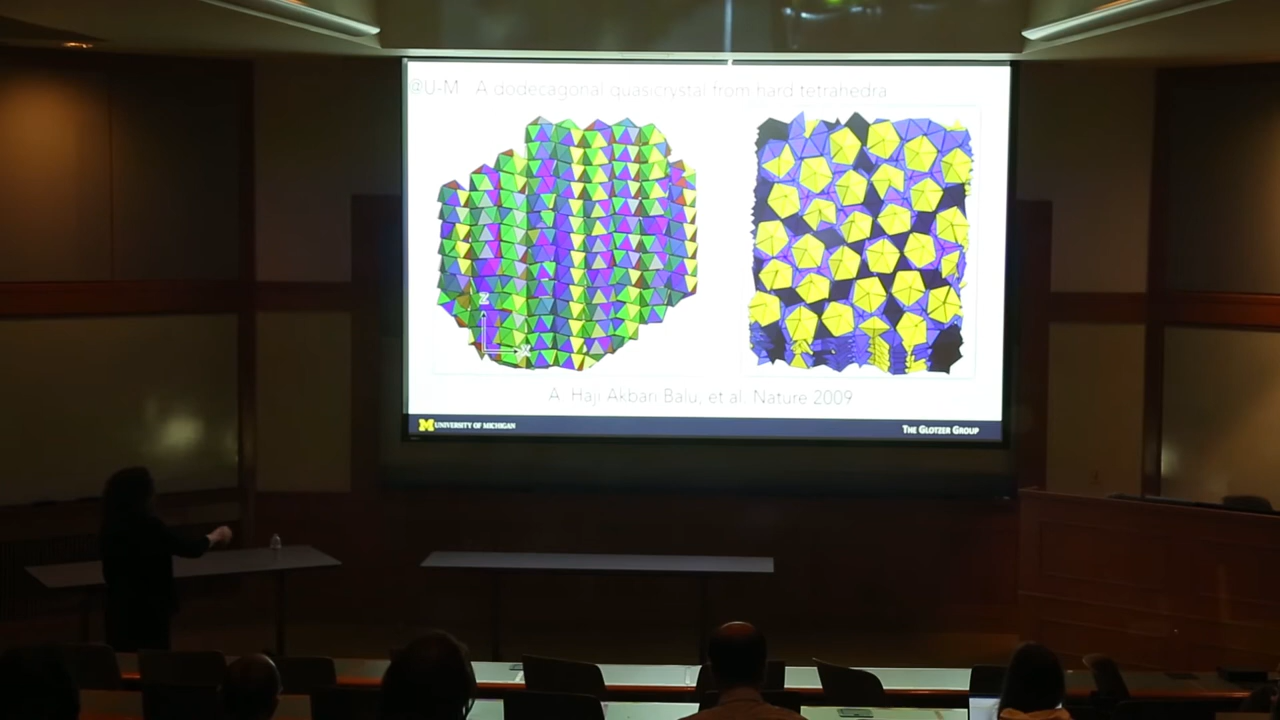 @U-M A dodecagonal quasicrystal from hard tetrahedra
Z
X
A. Haji Akbari Balu, et al. Nature 2009
M UNIVERSITY OF MICHIGAN
THE GLOTZER GROUP